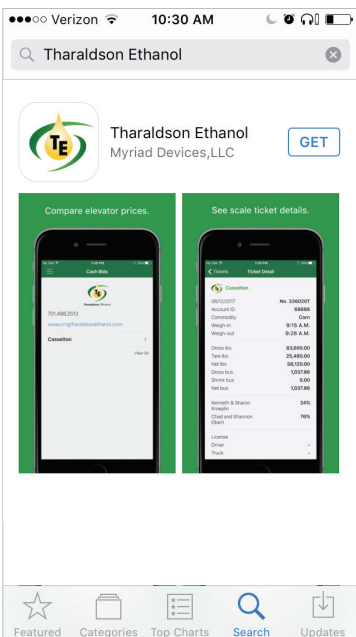 Verizon 10:30 AM
Tharaldson Ethanol
TE
Tharaldson Ethanol
Myriad Devices,LLC
GET
Compare elevator prices.
Cash Bids
TE
Tharaldson Ethanol
701.488.2513
www.cmgtharaldsonethanol.com
Casselton
View All
See scale ticket details.
Tickets Ticket Detail
Casselton
06/12/2017 No. 336020T
Account ID 66666
Commodity Corn
Weigh-in 9:15 A.M.
Weigh-out 9:26 A.M.
Gross lbs 83,600.00
Tare lbs 25,480.00
Net lbs 58,120.00
Gross bus 1,037.86
Shrink bus 0.00
Net bus 1,037.86
Kenneth & Sharon 24%
Kroeplin
Chad and Shannon 76%
Elbert
License
Driver -
Truck -
Featured Categories Top Charts Search Updates